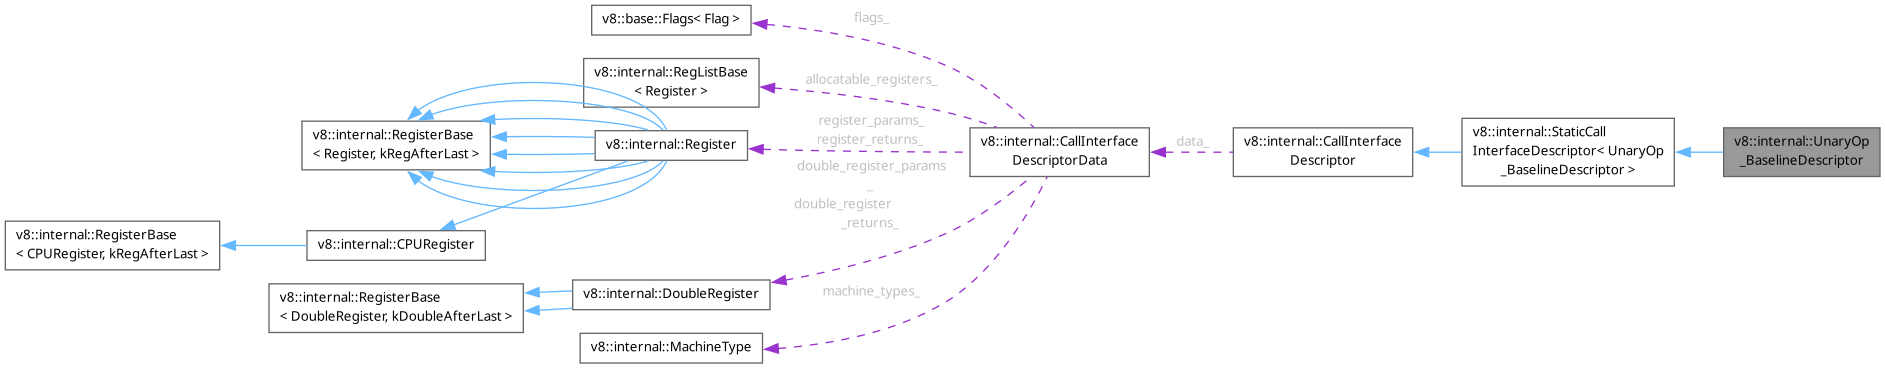 v8::base::Flags< Flag >
flags_
v8::internal::RegListBase
< Register >
allocatable_registers_
v8::internal::RegisterBase
< Register, kRegAfterLast >
v8::internal::Register
register_params_
register_returns_
v8::internal::CallInterface
DescriptorData
data_
v8::internal::CallInterface
Descriptor
v8::internal::StaticCall
InterfaceDescriptor< UnaryOp
_BaselineDescriptor >
v8::internal::UnaryOp
_BaselineDescriptor
double_register_params
_
double_register
_returns_
v8::internal::RegisterBase
< CPURegister, kRegAfterLast >
v8::internal::CPURegister
v8::internal::RegisterBase
< DoubleRegister, kDoubleAfterLast >
v8::internal::DoubleRegister
machine_types_
v8::internal::MachineType